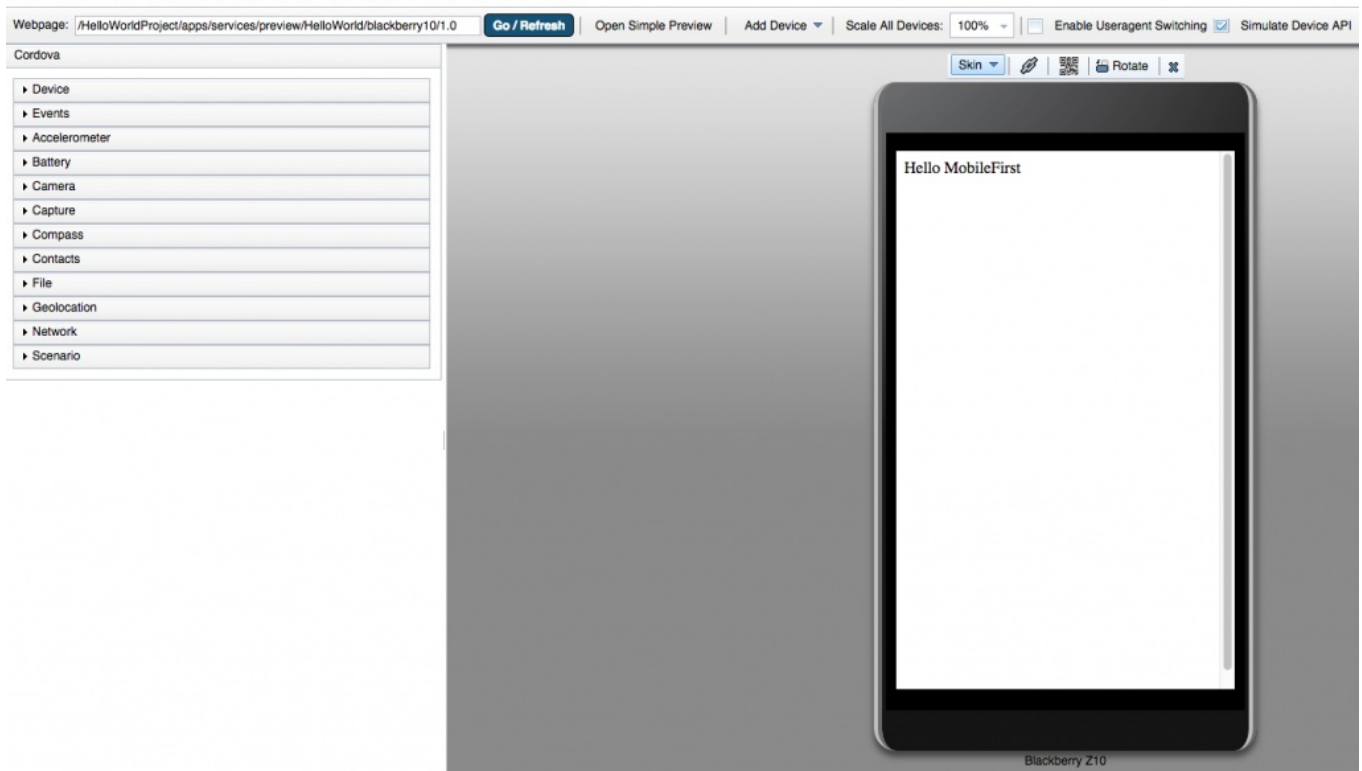 Webpage: /HelloWorldProject/apps/services/preview/HelloWorld/blackberry10/1.0 Go / Refresh Open Simple Preview Add Device Scale All Devices: 100% Enable Useragent Switching Simulate Device API
Cordova
Skin Rotate
Device
Events
Accelerometer
Battery
Camera
Capture
Compass
Contacts
File
Geolocation
Network
Scenario
Hello MobileFirst
Blackberry Z10